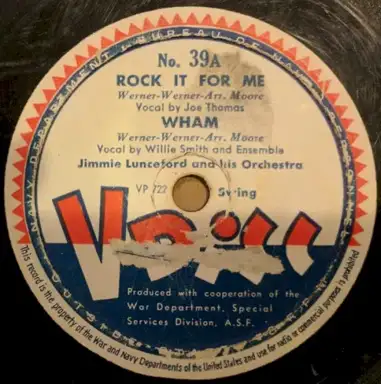 NAVY DEPARTMENT BUREAU OF NAVAL PERSONNEL
No. 39A
ROCK IT FOR ME
Werner-Werner-Arr. Moore
Vocal by Joe Thomas
WHAM
Werner-Werner-Arr. Moore
Vocal by Willie Smith and Ensemble
Jimmie Lunceford and his Orchestra
VP 722
Swing
Produced with cooperation of the
War Department, Special
Services Division, A.S.F.
This record is the property of the War and Navy Departments of the United States and use for radio or commercial purposes is prohibited